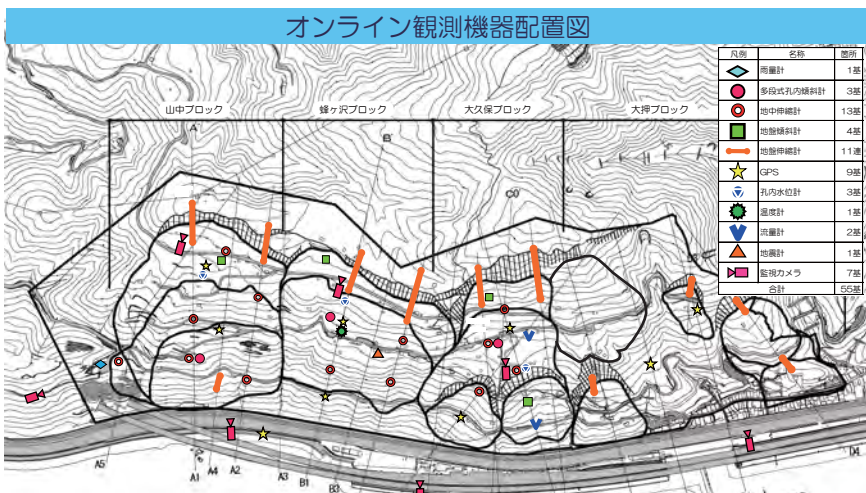 オンライン観測機器配置図
凡例 名称 箇所
雨量計 1基
多段式孔内傾斜計 3基
地中伸縮計 13基
地盤傾斜計 4基
地盤伸縮計 11連
GPS 9基
孔内水位計 3基
温度計 1基
流量計 2基
地震計 1基
監視カメラ 7基
合計 55基
山中ブロック 蜂ヶ沢ブロック 大久保ブロック 大押ブロック
A B C0
A5 A1 A4 A2 A3 B1 B3 D4